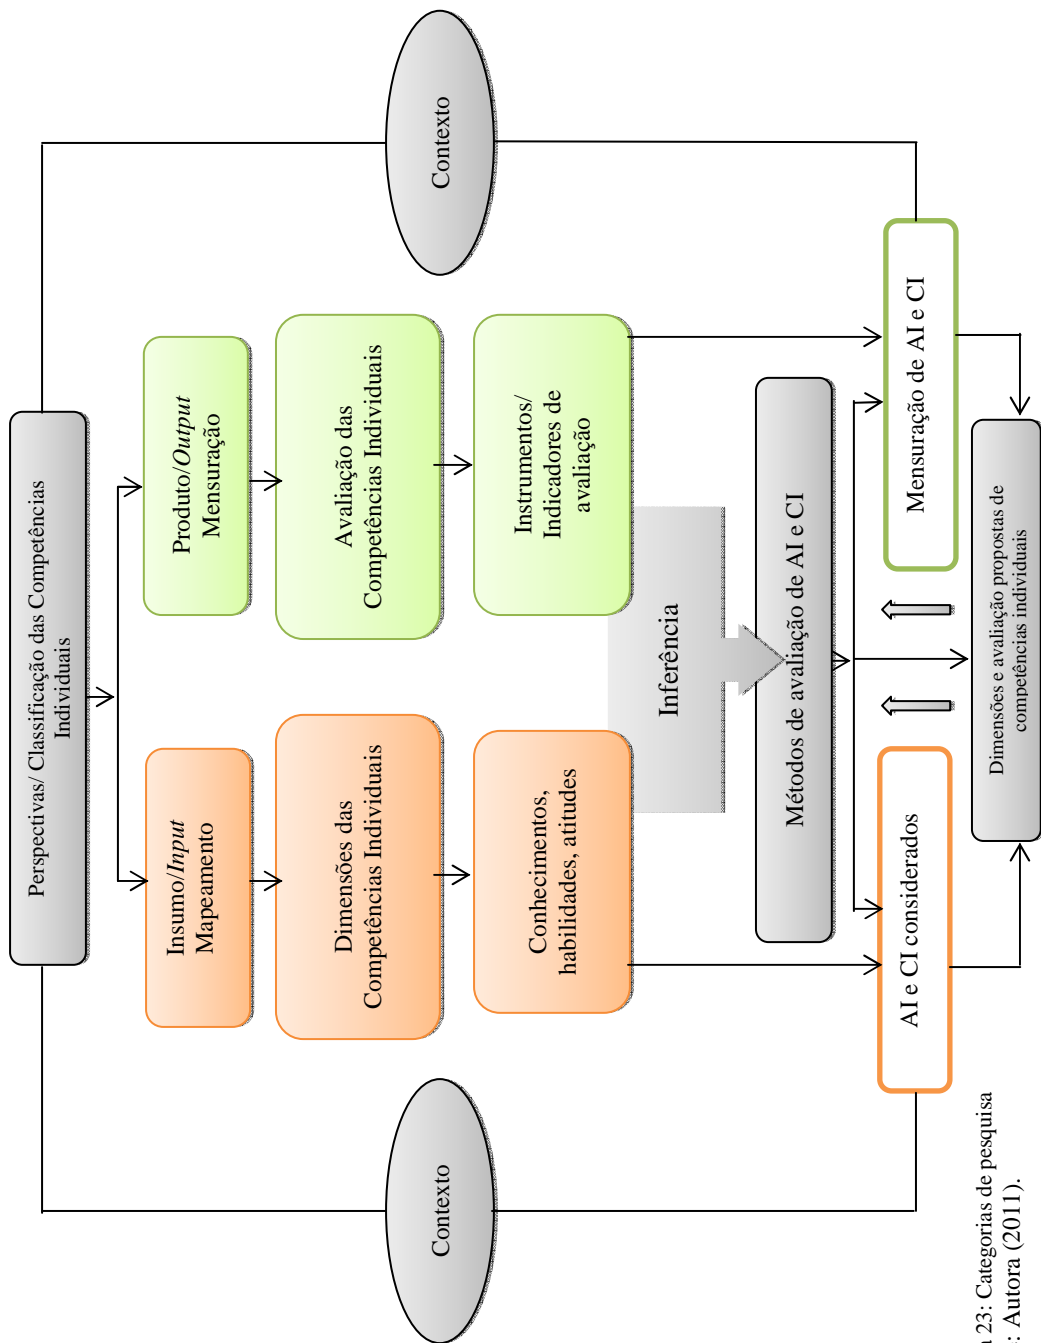 Perspectivas/ Classificação das Competências
Individuais
Insumo/Input
Mapeamento
Produto/Output
Mensuração
Dimensões das
Competências Individuais
Avaliação das
Competências Individuais
Contexto
Contexto
Conhecimentos,
habilidades, atitudes
Instrumentos/
Indicadores de
avaliação
Inferência
Métodos de avaliação de AI e CI
AI e CI considerados
Mensuração de AI e CI
Dimensões e avaliação propostas de
competências individuais
23: Categorias de pesquisa
: Autora (2011).